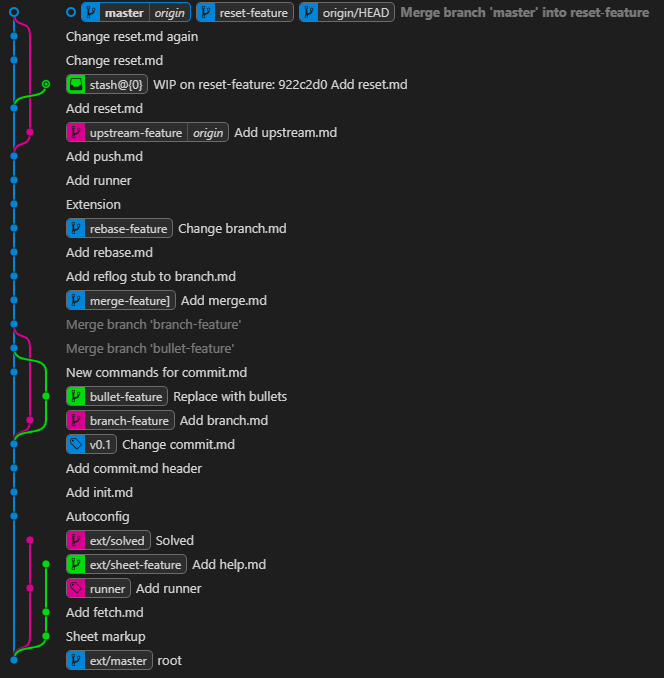 master origin reset-feature origin/HEAD Merge branch 'master' into reset-feature
Change reset.md again
Change reset.md
stash@{0} WIP on reset-feature: 922c2d0 Add reset.md
Add reset.md
upstream-feature origin Add upstream.md
Add push.md
Add runner
Extension
rebase-feature Change branch.md
Add rebase.md
Add reflog stub to branch.md
merge-feature] Add merge.md
Merge branch 'branch-feature'
Merge branch 'bullet-feature'
New commands for commit.md
bullet-feature Replace with bullets
branch-feature Add branch.md
v0.1 Change commit.md
Add commit.md header
Add init.md
Autoconfig
ext/solved Solved
ext/sheet-feature Add help.md
runner Add runner
Add fetch.md
Sheet markup
ext/master root